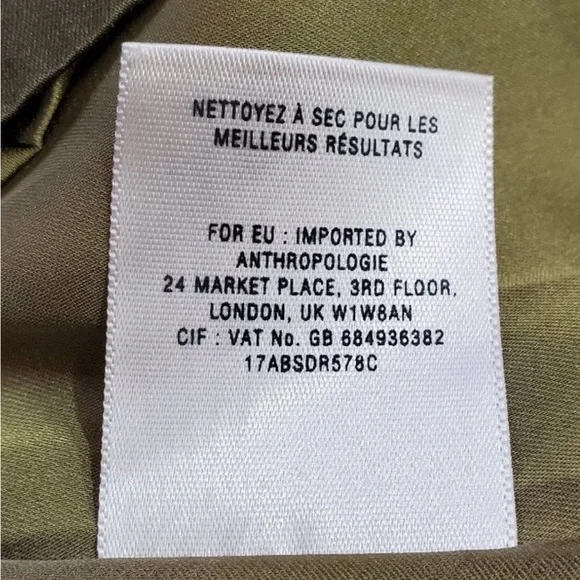 NETTOYEZ À SEC POUR LES
MEILLEURS RÉSULTATS
FOR EU : IMPORTED BY
ANTHROPOLOGIE
24 MARKET PLACE, 3RD FLOOR,
LONDON, UK W1W8AN
CIF : VAT No. GB 684936382
17ABSDR578C